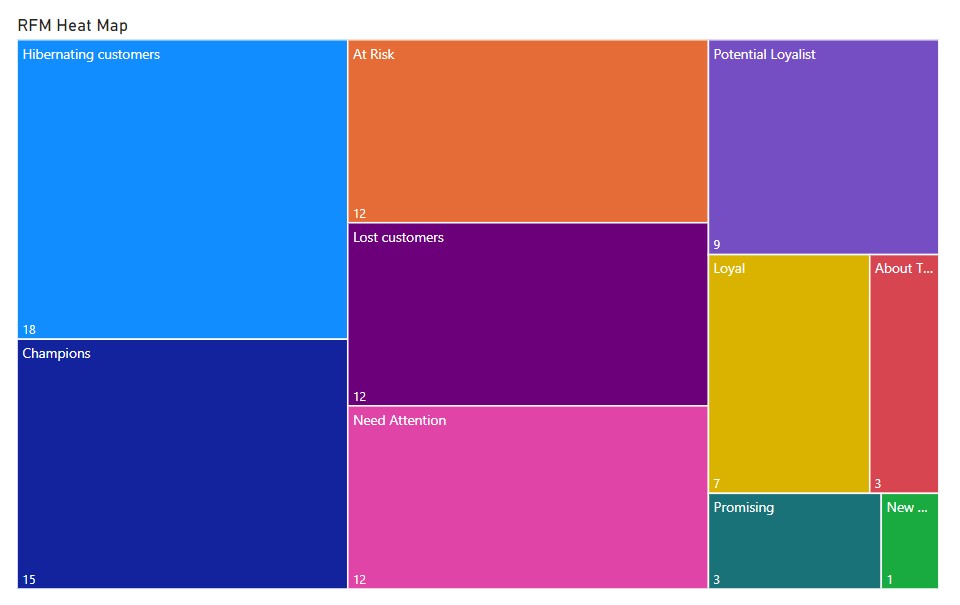 RFM Heat Map
Hibernating customers
18
Champions
15
At Risk
12
Lost customers
12
Need Attention
12
Potential Loyalist
9
Loyal
7
About T...
3
Promising
3
New ...
1